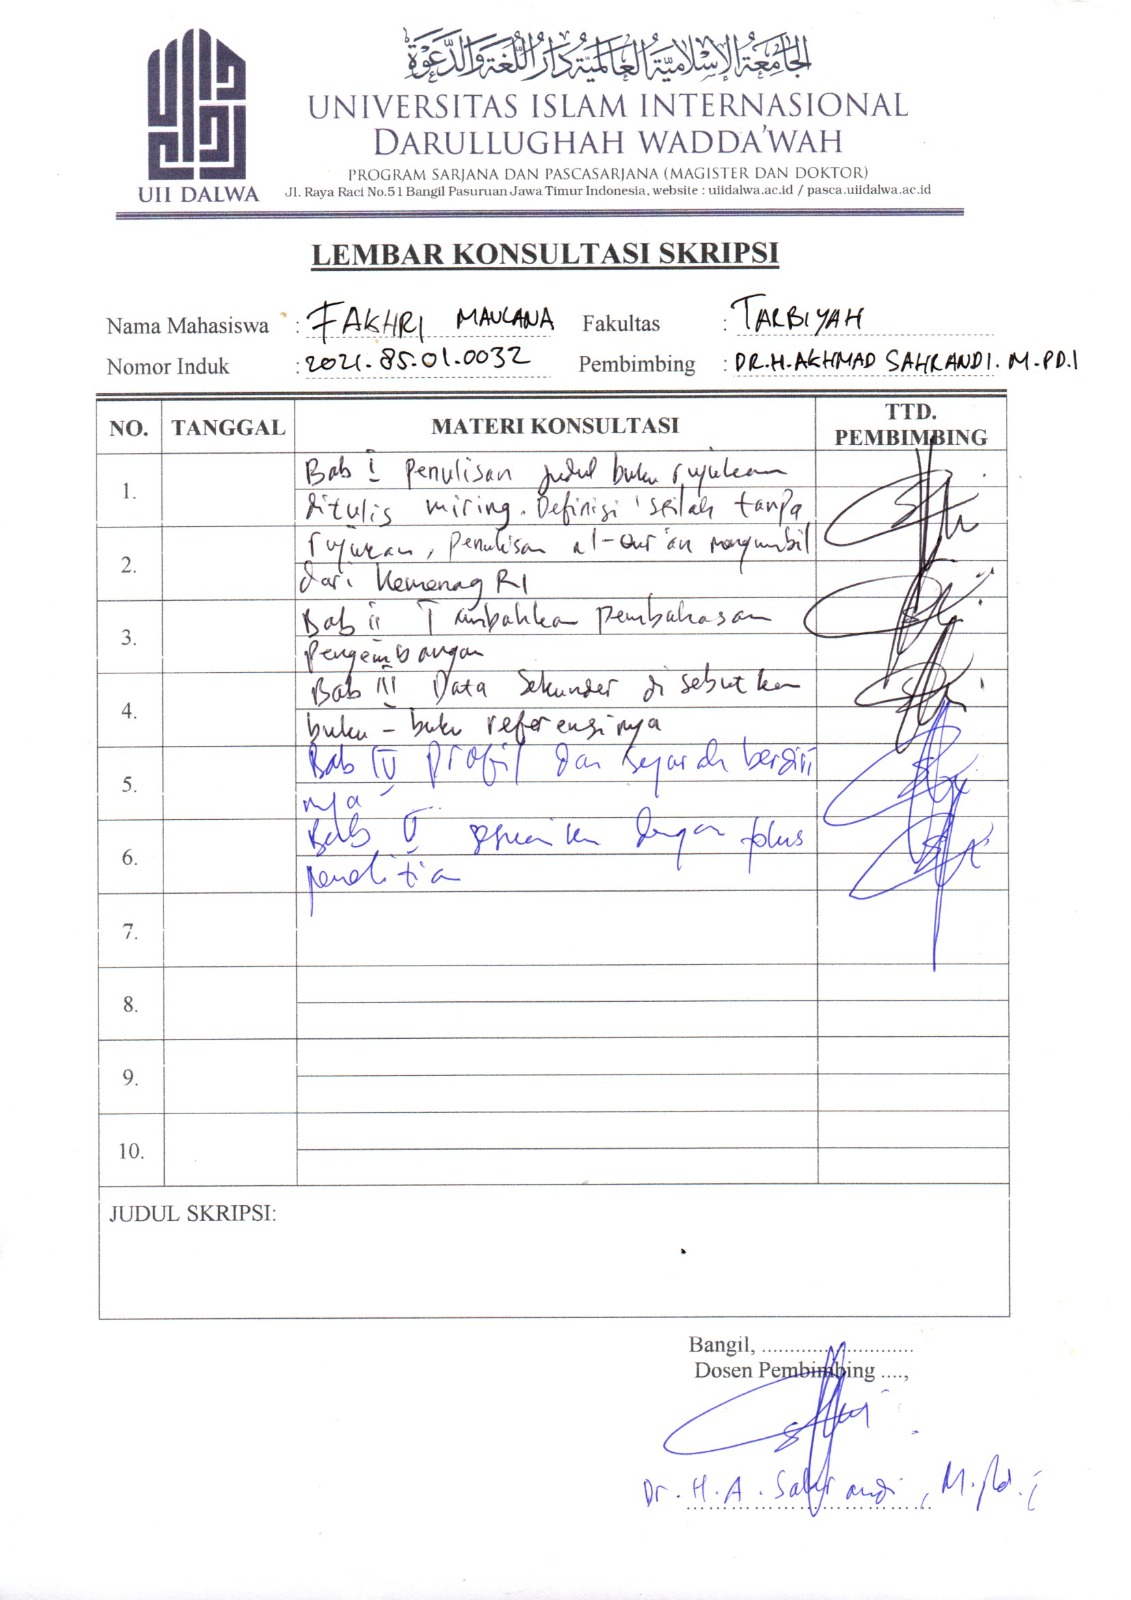 الجامعة الإسلامية العالمية دار اللغة والدعوة
UNIVERSITAS ISLAM INTERNASIONAL
DARULLUGHAH WADDA'WAH
PROGRAM SARJANA DAN PASCASARJANA (MAGISTER DAN DOKTOR)
UII DALWA
Jl. Raya Raci No.51 Bangil Pasuruan Jawa Timur Indonesia, website : uiidalwa.ac.id / pasca.uiidalwa.ac.id
LEMBAR KONSULTASI SKRIPSI
Nama Mahasiswa : FAKHRI MAULANA Fakultas : TARBIYAH
Nomor Induk : 2021.85.01.0032 Pembimbing : DR.H.AKHMAD SAHRANDI.M.PD.I
NO. TANGGAL MATERI KONSULTASI TTD. PEMBIMBING
1. Bab I Penulisan judul buku rujukan
ditulis miring. Definisi istilah tanpa
2. rujukan, penulisan al-Qur'an mengambil
dari Kemenag RI
3. Bab II Tambahkan pembahasan
Pengembangan
4. Bab III Data Sekunder di sebutkan
buku - buku referensinya
5. Bab IV Profil dan sejarah berdiri
nya
6. Bab V sesuaikan dengan fokus
penelitian
7.
8.
9.
10.
JUDUL SKRIPSI:
Bangil, ..........................
Dosen Pembimbing ....,
Dr. H. A. Sahrandi, M.Pd.i